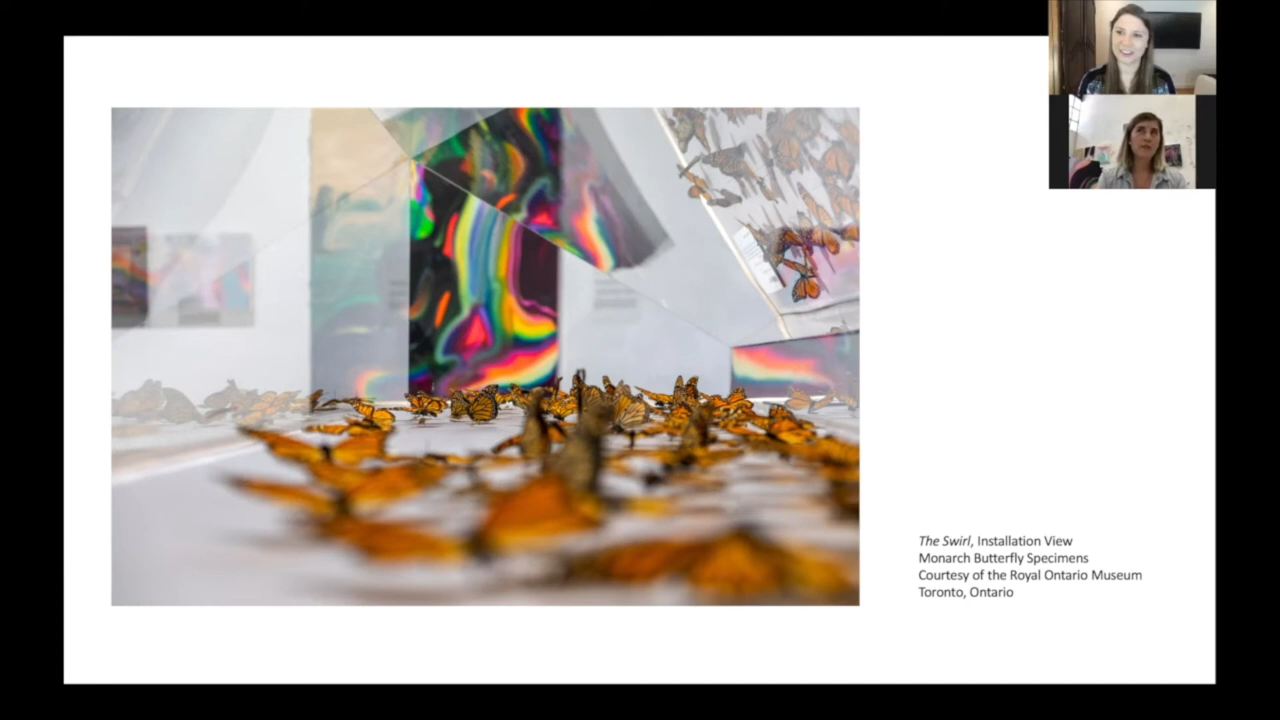 The Swirl, Installation View
Monarch Butterfly Specimens
Courtesy of the Royal Ontario Museum
Toronto, Ontario